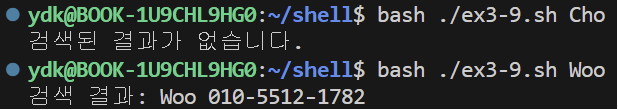 ydk@BOOK-1U9CHL9HG0:~/shell$ bash ./ex3-9.sh Cho
검색된 결과가 없습니다.
ydk@BOOK-1U9CHL9HG0:~/shell$ bash ./ex3-9.sh Woo
검색 결과: Woo 010-5512-1782